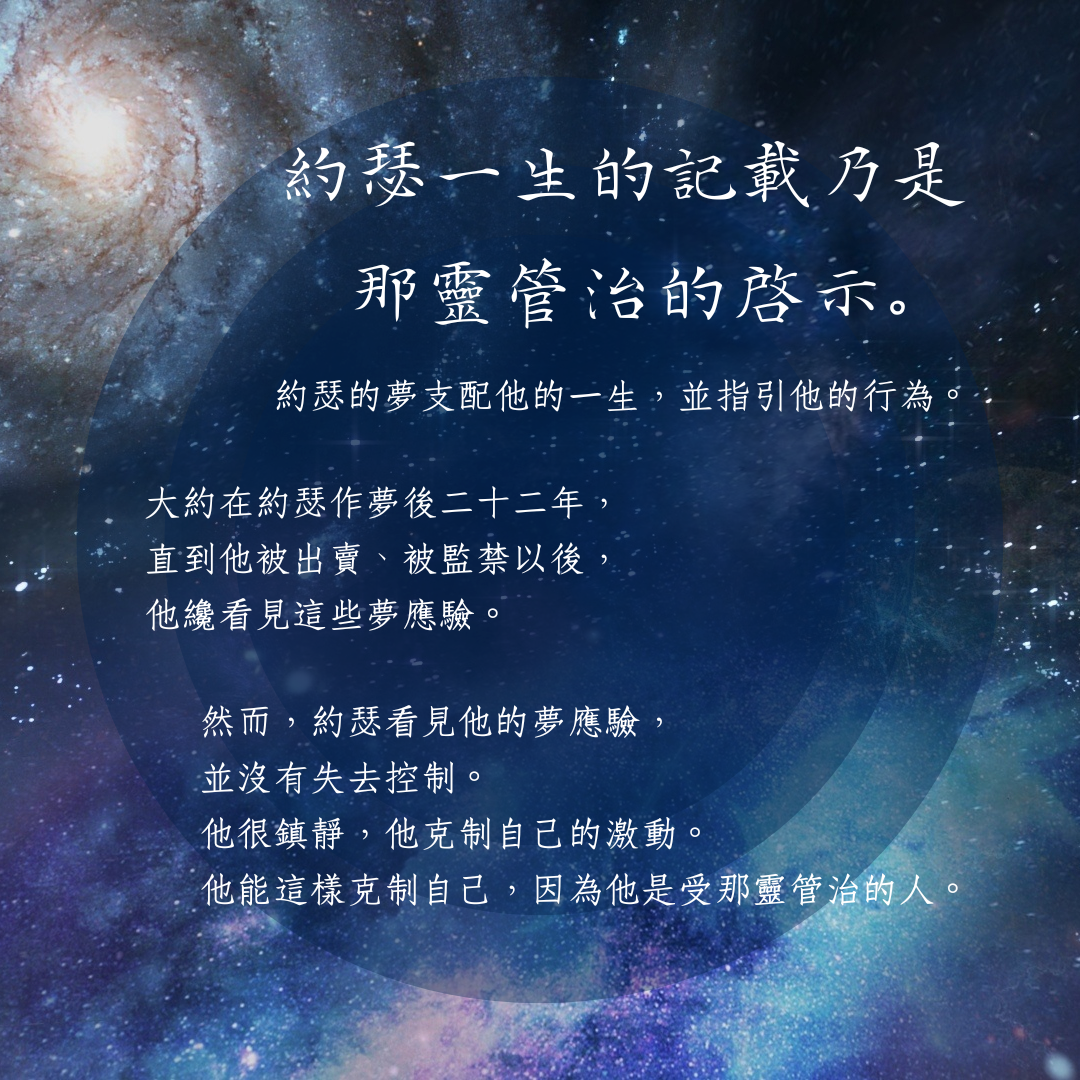 約瑟一生的記載乃是
那靈管治的啓示。
約瑟的夢支配他的一生，並指引他的行為。
大約在約瑟作夢後二十二年，
直到他被出賣、被監禁以後，
他纔看見這些夢應驗。
然而，約瑟看見他的夢應驗，
並沒有失去控制。
他很鎮靜，他克制自己的激動。
他能這樣克制自己，因為他是受那靈管治的人。